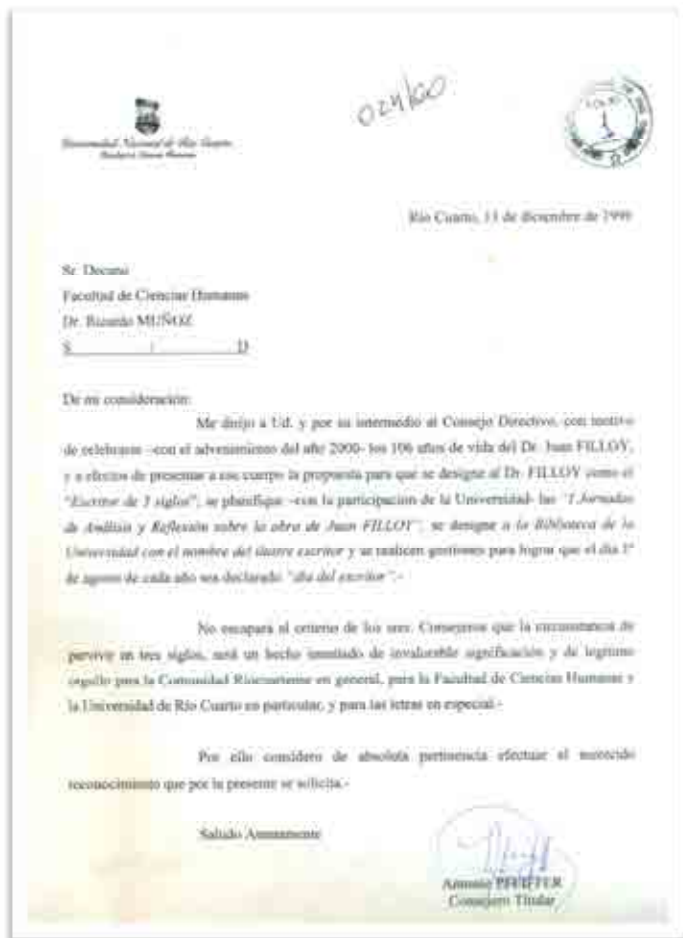 024/00
Universidad Nacional de Río Cuarto
Facultad de Ciencias Humanas
1
Río Cuarto, 13 de diciembre de 1999
Sr. Decano
Facultad de Ciencias Humanas
Dr. Ricardo MUÑOZ
S / D
De mi consideración:
Me dirijo a Ud. y por su intermedio al Consejo Directivo, con motivo
de celebrarse -con el advenimiento del año 2000- los 106 años de vida del Dr. Juan FILLOY,
y a efectos de presentar a ese cuerpo la propuesta para que se designe al Dr. FILLOY como el
"Escritor de 3 siglos", se planifique -con la participación de la Universidad- las "I Jornadas
de Análisis y Reflexión sobre la obra de Juan FILLOY", se designe a la Biblioteca de la
Universidad con el nombre del ilustre escritor y se realicen gestiones para lograr que el día 1º
de agosto de cada año sea declarado "día del escritor".-
No escapará al criterio de los sres. Consejeros que la circunstancia de
pervivir en tres siglos, será un hecho inusitado de invalorable significación y de legítimo
orgullo para la Comunidad Riocuartense en general, para la Facultad de Ciencias Humanas y
la Universidad de Río Cuarto en particular, y para las letras en especial.-
Por ello considero de absoluta pertinencia efectuar el merecido
reconocimiento que por la presente se solicita.-
Saludo Atentamente
Antonio PFEIFFER
Consejero Titular